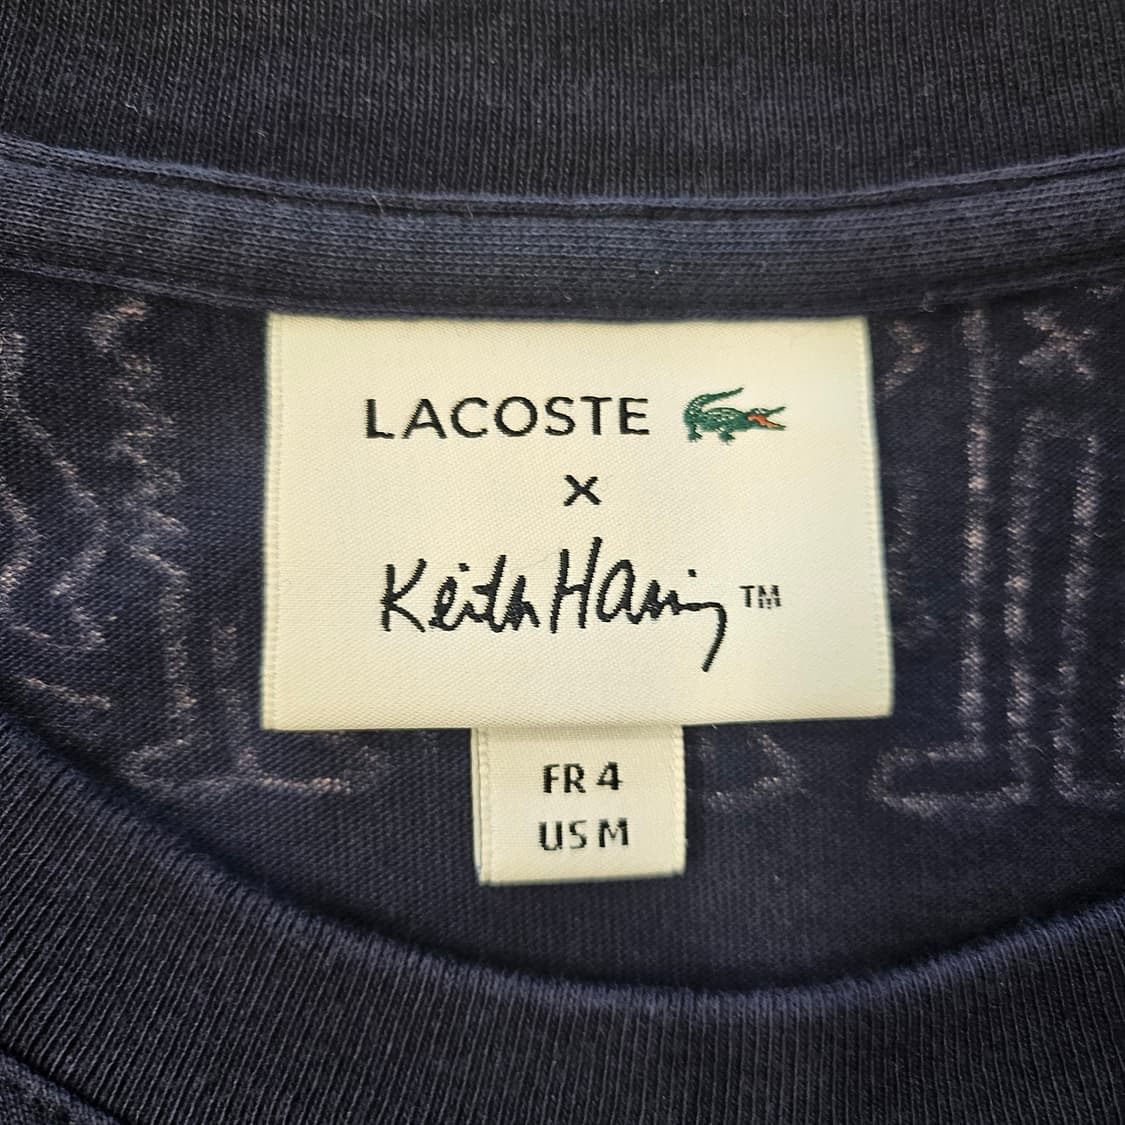 LACOSTE
x
Keith Haring ™
FR 4
US M